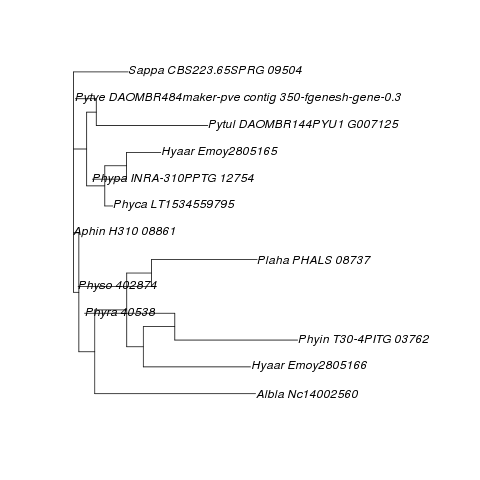 Sappa CBS223.65SPRG 09504
Pytve DAOMBR484maker-pve contig 350-fgenesh-gene-0.3
Pytul DAOMBR144PYU1 G007125
Hyaar Emoy2805165
Phypa INRA-310PPTG 12754
Phyca LT1534559795
Aphin H310 08861
Plaha PHALS 08737
Physo 402874
Phyra 40538
Phyin T30-4PITG 03762
Hyaar Emoy2805166
Albla Nc14002560